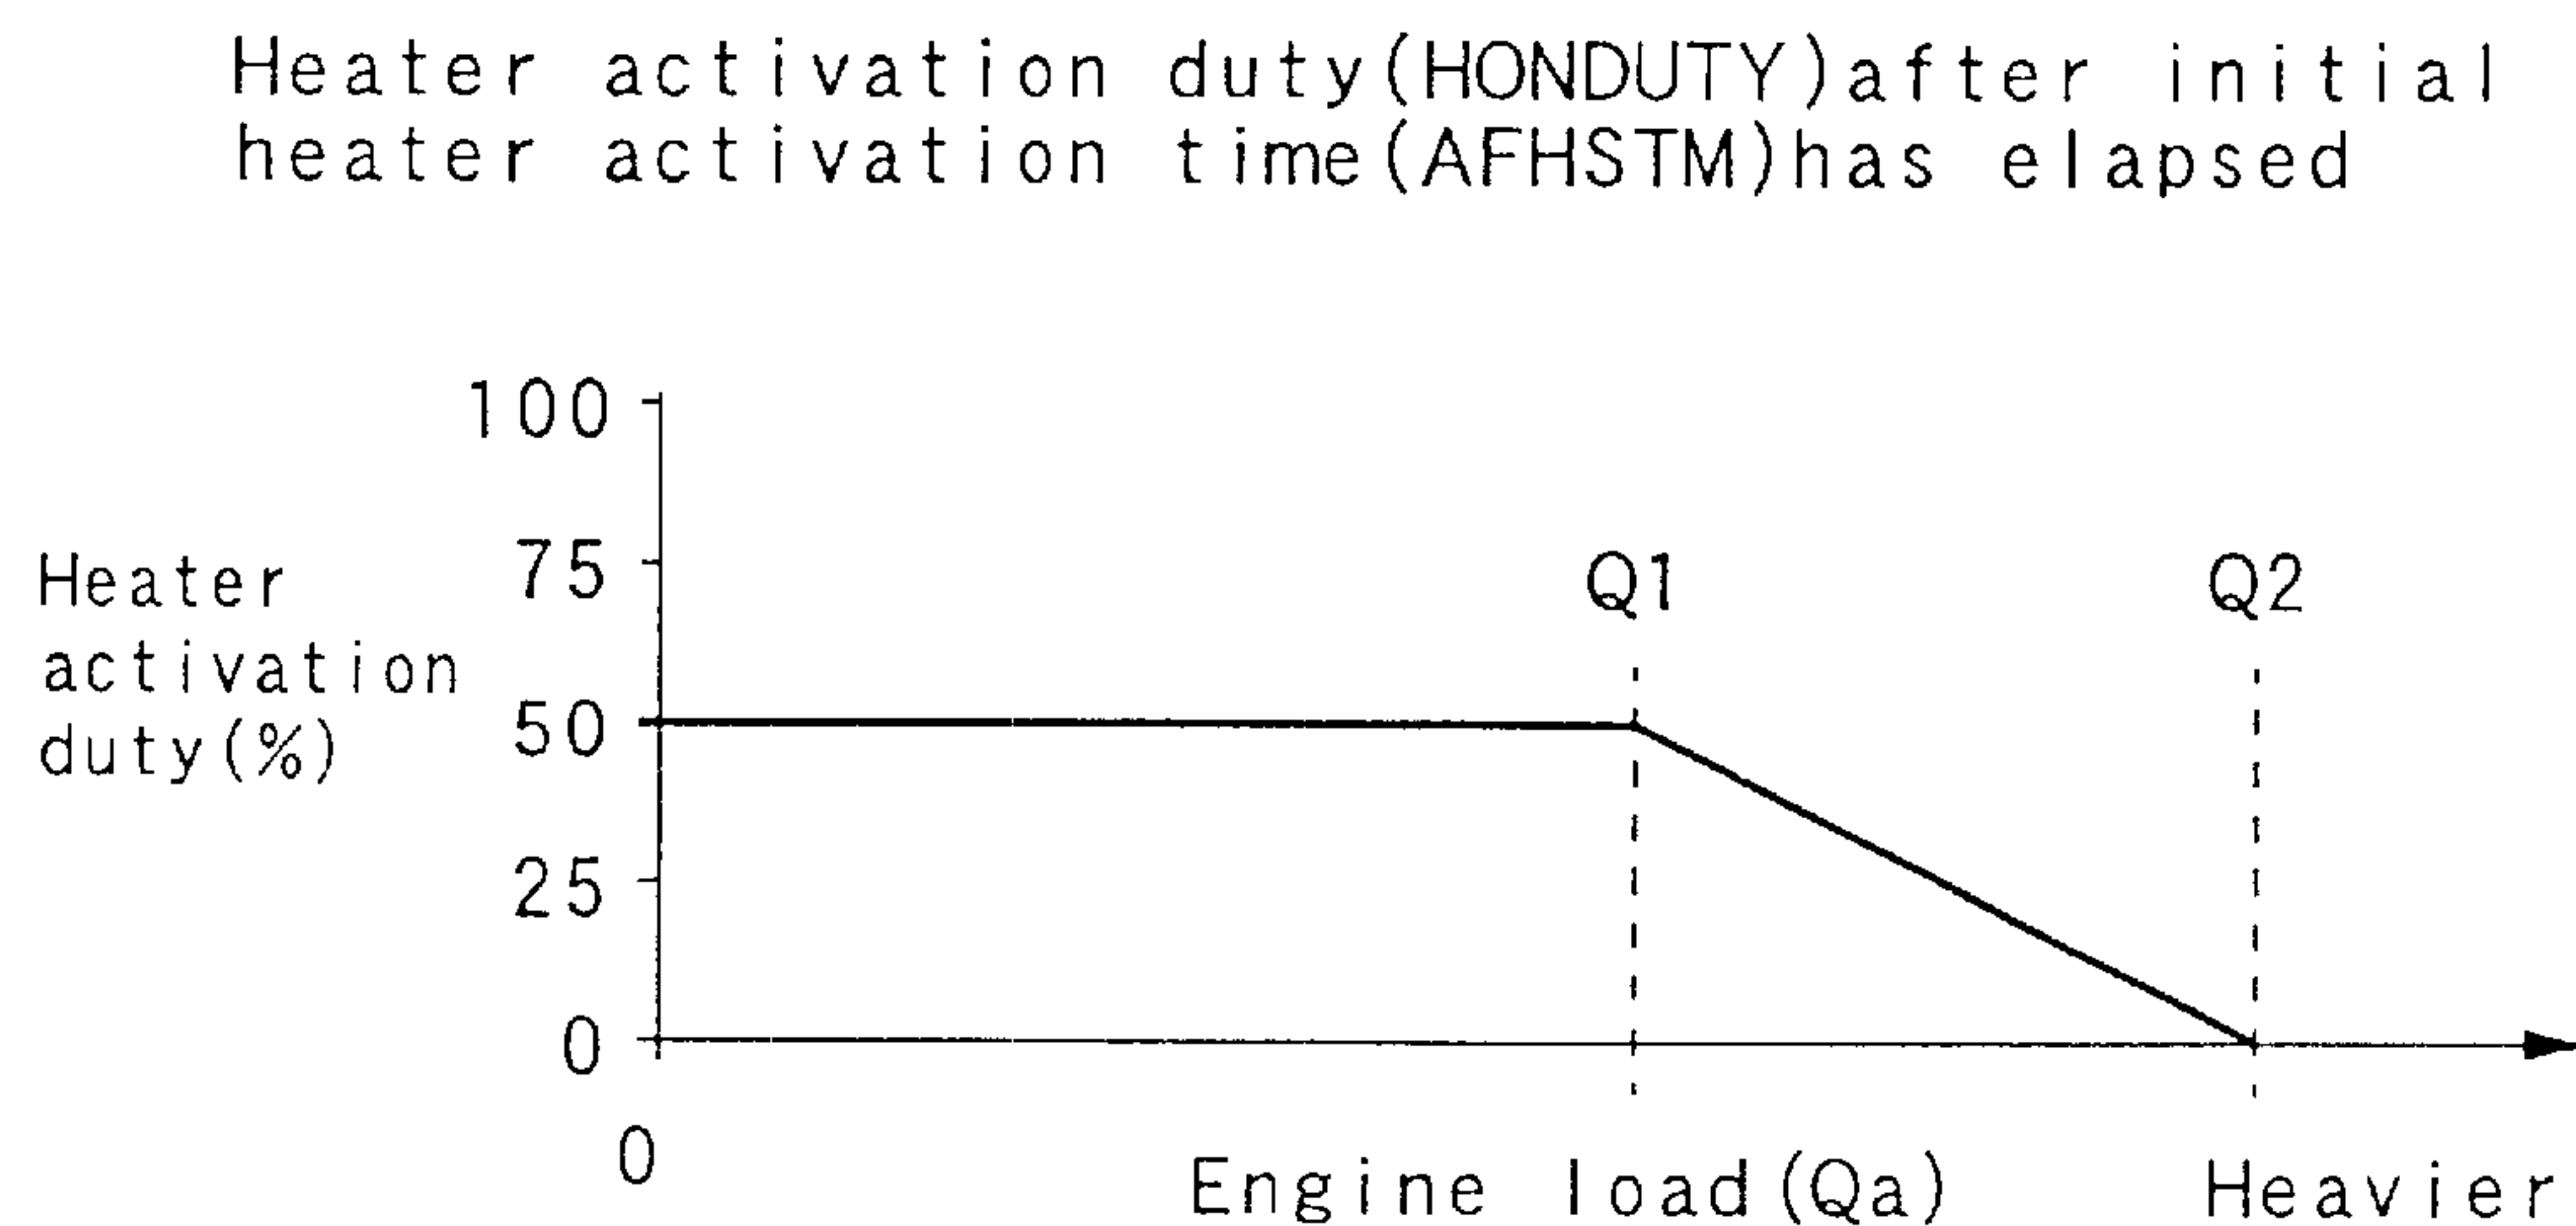 Heater activation duty(HONDUTY)after initial
heater activation time(AFHSTM)has elapsed
100
75
50
25
0
Heater
activation
duty(%)
Q1
Q2
0
Engine load(Qa)
Heavier